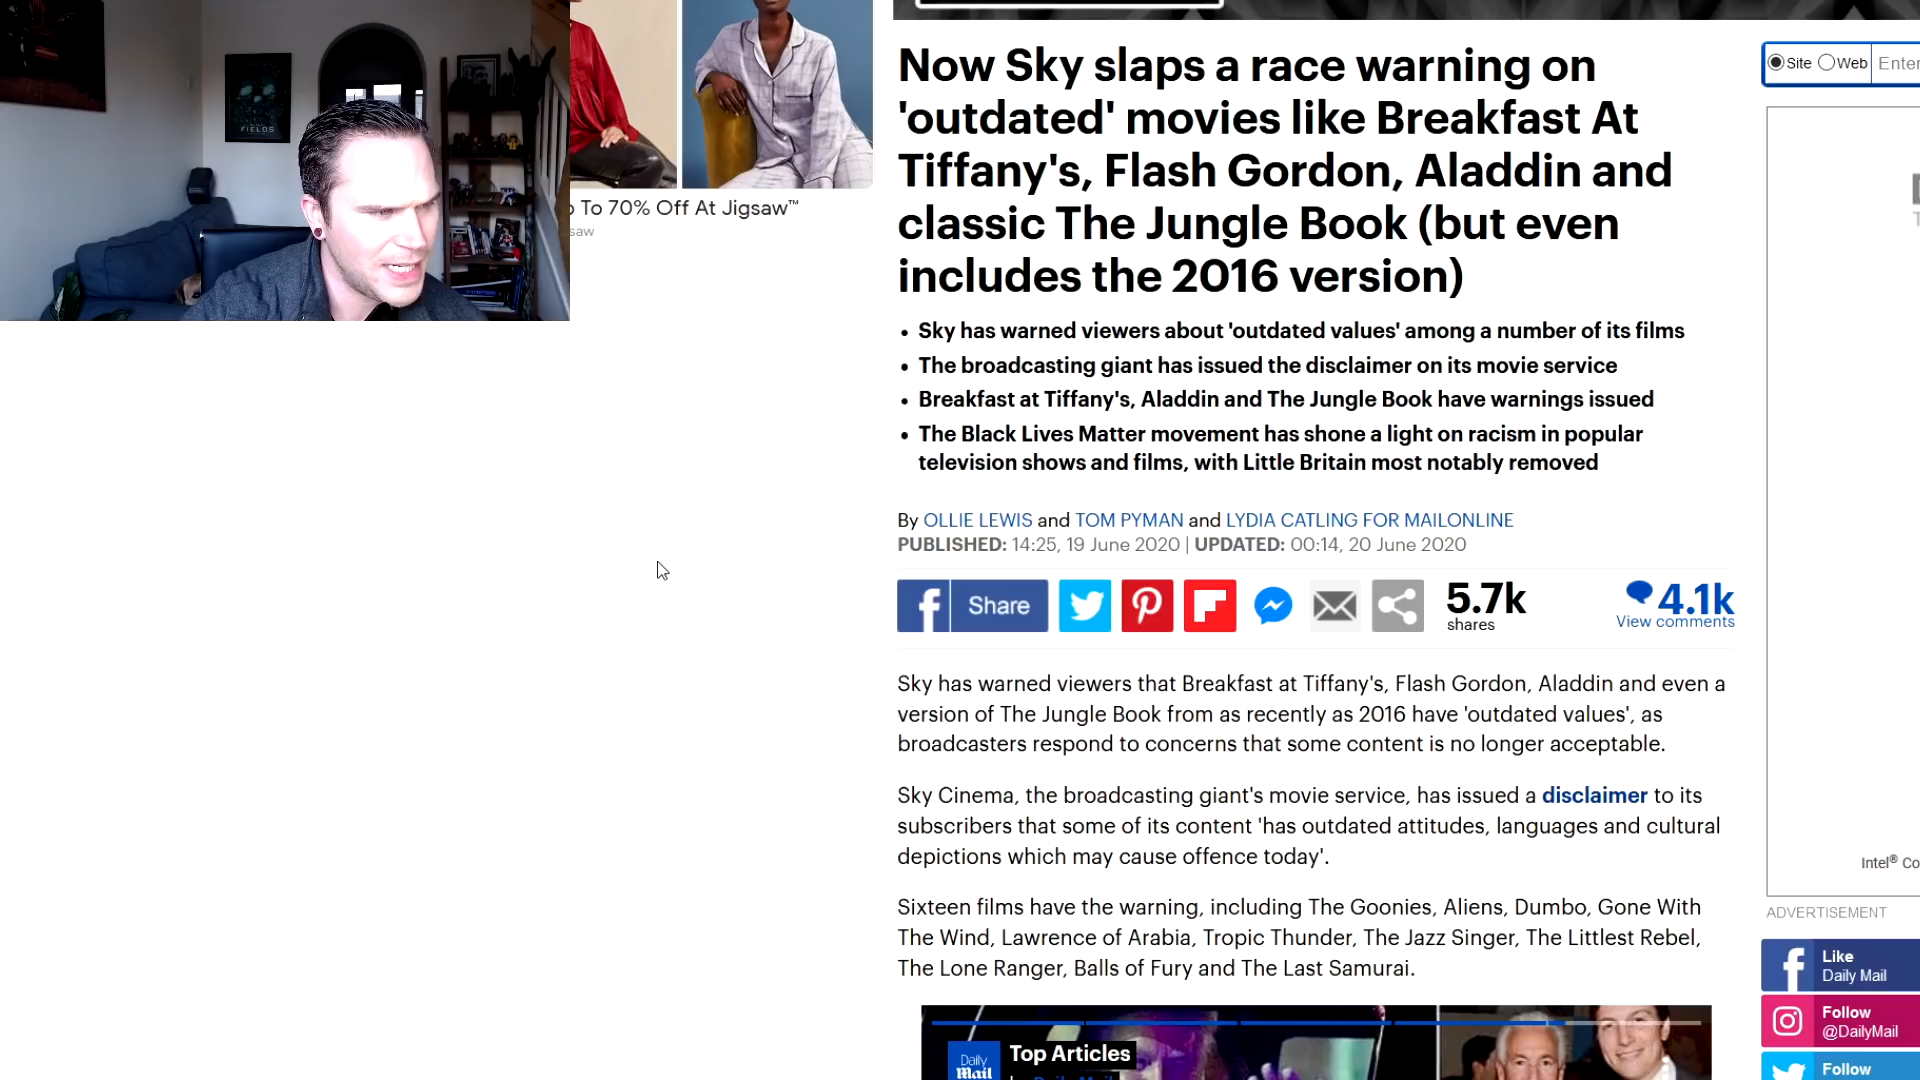 FIELDS
To 70% Off At Jigsaw™
saw
Now Sky slaps a race warning on
'outdated' movies like Breakfast At
Tiffany's, Flash Gordon, Aladdin and
classic The Jungle Book (but even
includes the 2016 version)
• Sky has warned viewers about 'outdated values' among a number of its films
• The broadcasting giant has issued the disclaimer on its movie service
• Breakfast at Tiffany's, Aladdin and The Jungle Book have warnings issued
• The Black Lives Matter movement has shone a light on racism in popular
television shows and films, with Little Britain most notably removed
By OLLIE LEWIS and TOM PYMAN and LYDIA CATLING FOR MAILONLINE
PUBLISHED: 14:25, 19 June 2020 | UPDATED: 00:14, 20 June 2020
Share
5.7k
shares
4.1k
View comments
Sky has warned viewers that Breakfast at Tiffany's, Flash Gordon, Aladdin and even a
version of The Jungle Book from as recently as 2016 have 'outdated values', as
broadcasters respond to concerns that some content is no longer acceptable.
Sky Cinema, the broadcasting giant's movie service, has issued a disclaimer to its
subscribers that some of its content 'has outdated attitudes, languages and cultural
depictions which may cause offence today'.
Sixteen films have the warning, including The Goonies, Aliens, Dumbo, Gone With
The Wind, Lawrence of Arabia, Tropic Thunder, The Jazz Singer, The Littlest Rebel,
The Lone Ranger, Balls of Fury and The Last Samurai.
Daily
Mail
Top Articles
Site Web Enter
Intel® Co
ADVERTISEMENT
Like
Daily Mail
Follow
@DailyMail
Follow